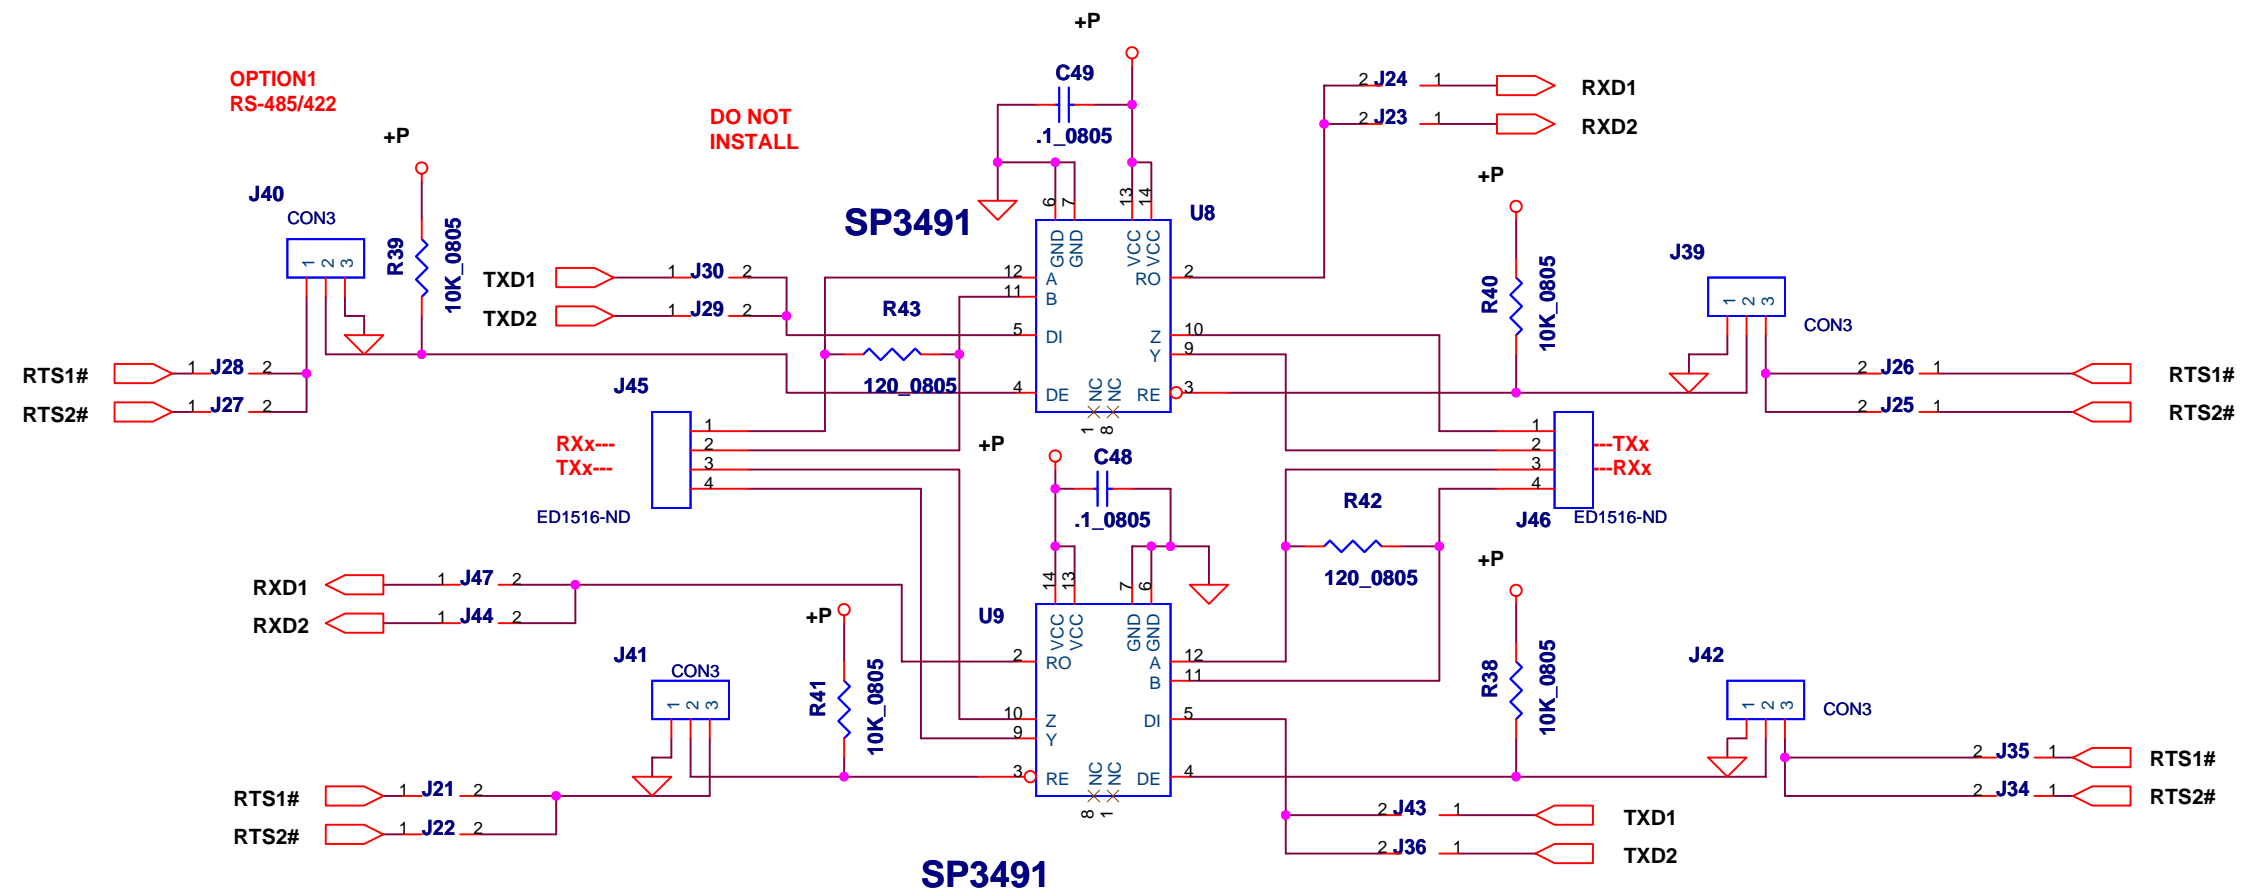 +P
OPTION1
RS-485/422
C49
2 J24 1
RXD1
DO NOT
INSTALL
2 J23 1
RXD2
.1_0805
+P
+P
J40
CON3
6 7 13 14
SP3491
U8
R39
10K_0805
GND
GND
VCC
VCC
J39
R40
10K_0805
1 2 3
TXD1
1 J30 2
12 A
RO 2
11 B
1 2 3
TXD2
1 J29 2
R43
CON3
5 DI
Z 10
Y 9
RTS1#
1 J28 2
120_0805
2 J26 1
RTS1#
J45
4 DE
NC
NC
RE 3
RTS2#
1 J27 2
2 J25 1
RTS2#
1 8
RXx---
TXx---
1
2
3
4
+P
C48
1
2
3
4
---TXx
---RXx
ED1516-ND
.1_0805
R42
J46
ED1516-ND
+P
RXD1
1 J47 2
14 13 7 6
120_0805
RXD2
1 J44 2
+P
U9
VCC
VCC
GND
GND
J41
CON3
2 RO
A 12
B 11
R41
10K_0805
R38
10K_0805
J42
1 2 3
1 2 3
CON3
10 Z
9 Y
DI 5
3 RE
NC
NC
DE 4
2 J35 1
RTS1#
RTS1#
1 J21 2
2 J34 1
RTS2#
8 1
RTS2#
1 J22 2
2 J43 1
TXD1
2 J36 1
TXD2
SP3491